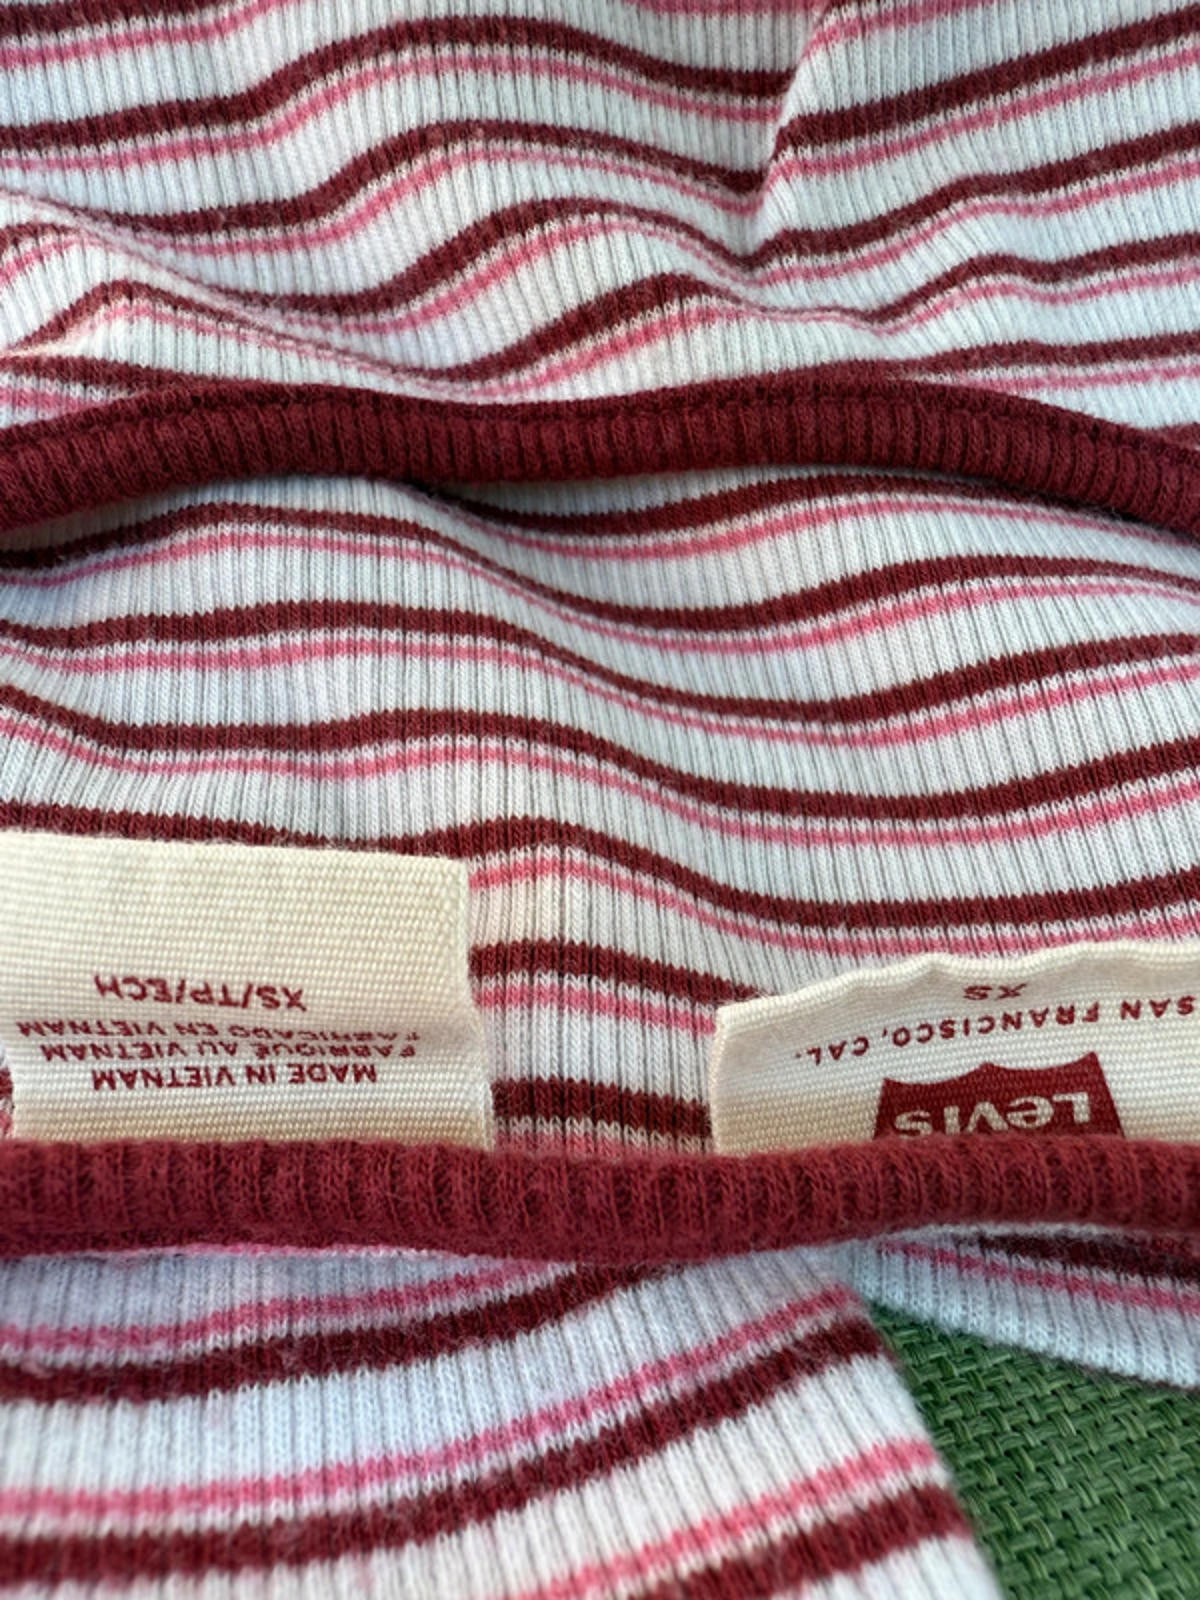 MADE IN VIETNAM
FABRIQUÉ AU VIETNAM
FABRICADO EN VIETNAM
XS/TP/ECH
Levi's
SAN FRANCISCO, CAL.
XS